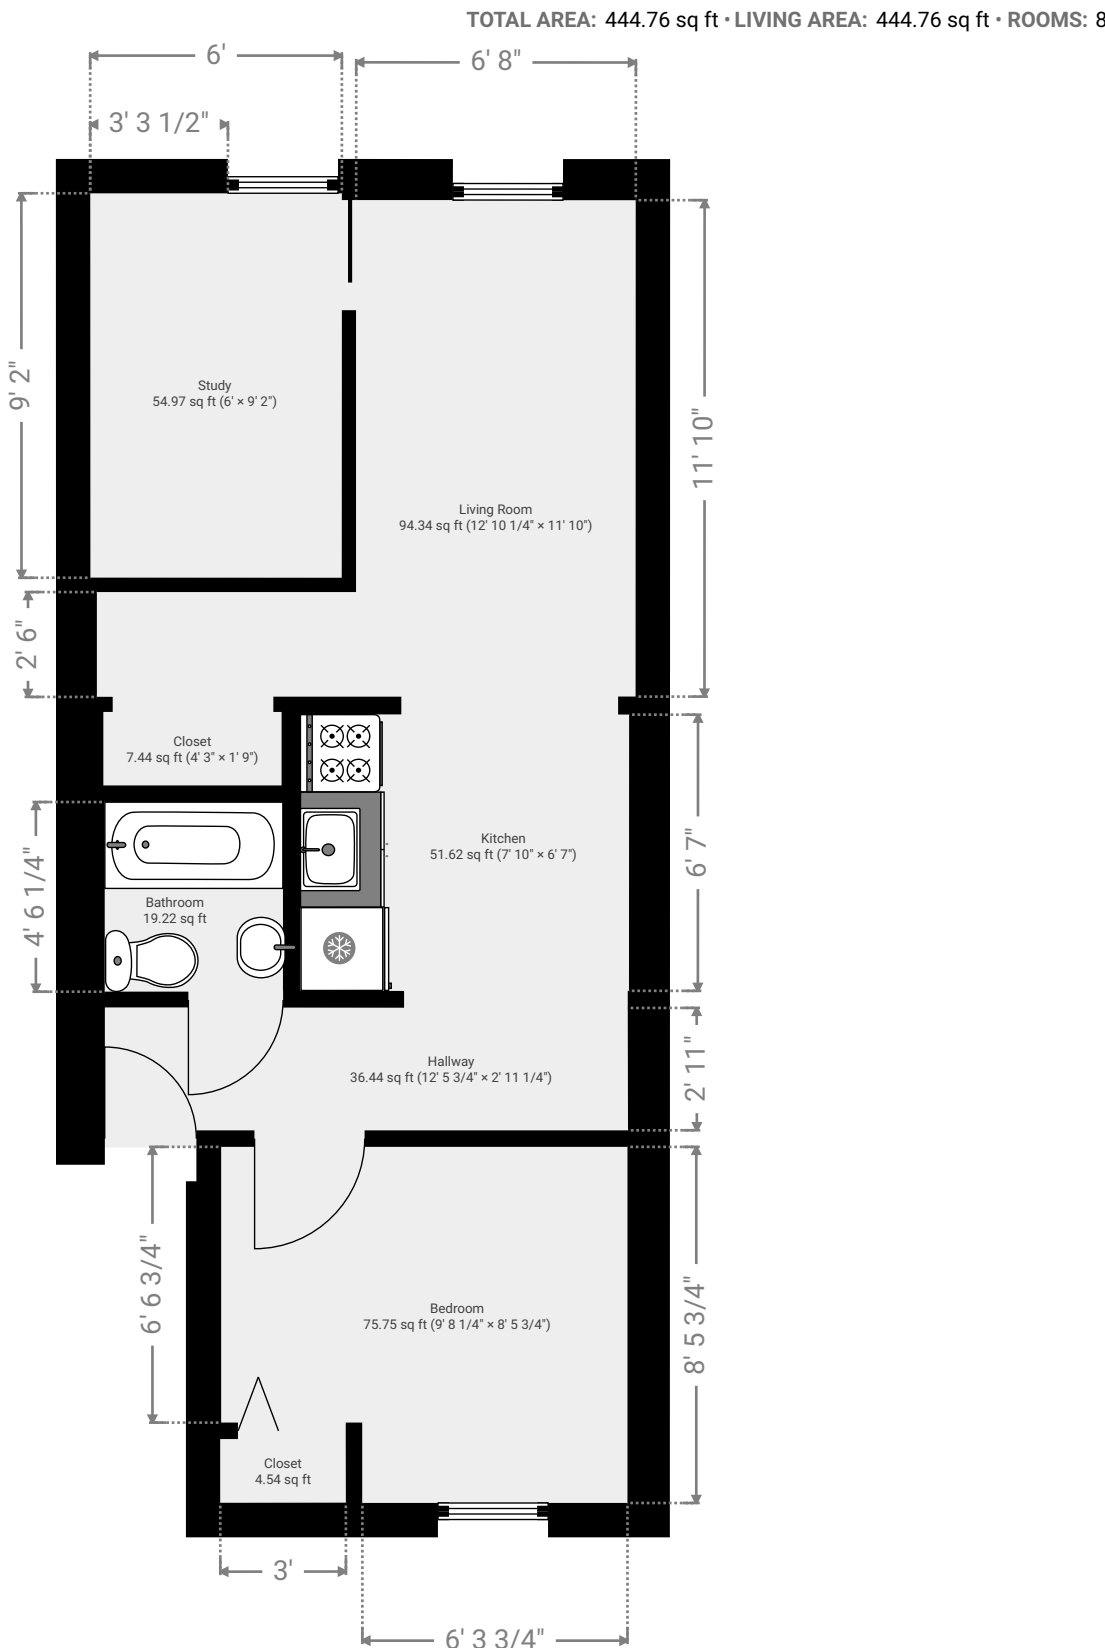 TOTAL AREA: 444.76 sq ft • LIVING AREA: 444.76 sq ft • ROOMS: 8
6'
6' 8"
3' 3 1/2"
9' 2"
Study
54.97 sq ft (6' × 9' 2")
11' 10"
Living Room
94.34 sq ft (12' 10 1/4" × 11' 10")
2' 6"
Closet
7.44 sq ft (4' 3" × 1' 9")
Kitchen
51.62 sq ft (7' 10" × 6' 7")
6' 7"
4' 6 1/4"
Bathroom
19.22 sq ft
Hallway
36.44 sq ft (12' 5 3/4" × 2' 11 1/4")
2' 11"
6' 6 3/4"
Bedroom
75.75 sq ft (9' 8 1/4" × 8' 5 3/4")
8' 5 3/4"
Closet
4.54 sq ft
3'
6' 3 3/4"